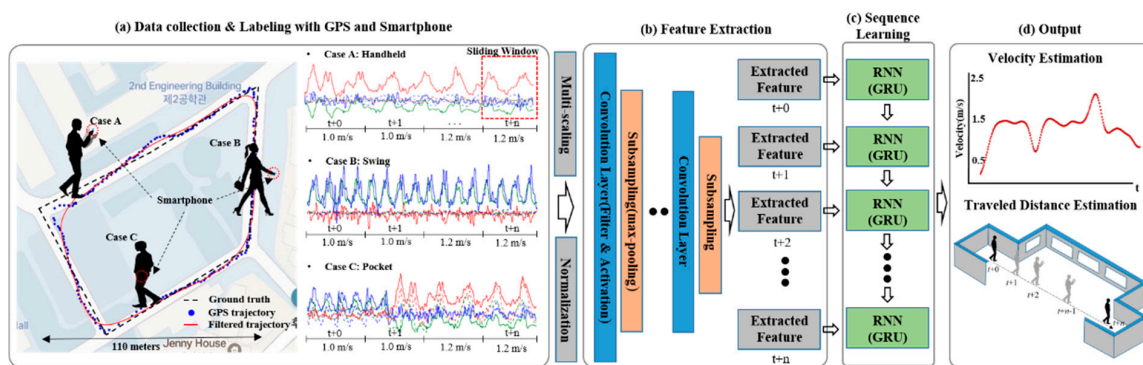 (a) Data collection & Labeling with GPS and Smartphone
2nd Engineering Building
제2공학관
Case A
Case B
Smartphone
Case C
Ground truth
GPS trajectory
Filtered trajectory
110 meters
Jenny House
• Case A: Handheld
Sliding Window
t+0 t+1 ... t+n
1.0 m/s 1.0 m/s 1.2 m/s 1.2 m/s
• Case B: Swing
t+0 t+1 t+n
1.0 m/s 1.0 m/s 1.2 m/s 1.2 m/s
• Case C: Pocket
t+0 t+1 t+n
1.0 m/s 1.0 m/s 1.2 m/s 1.2 m/s
Multi-scaling
Normalization
(b) Feature Extraction
Convolution Layer(Filter & Activation)
Subsampling(max-pooling)
Convolution Layer
Subsampling
Extracted
Feature
t+0
Extracted
Feature
t+1
Extracted
Feature
t+2
Extracted
Feature
t+n
(c) Sequence
Learning
RNN
(GRU)
RNN
(GRU)
RNN
(GRU)
RNN
(GRU)
(d) Output
Velocity Estimation
Velocity(m/s)
2.5
1.5
0.5
t
Traveled Distance Estimation
t+0
t+1
t+2
t+n-1
t+n